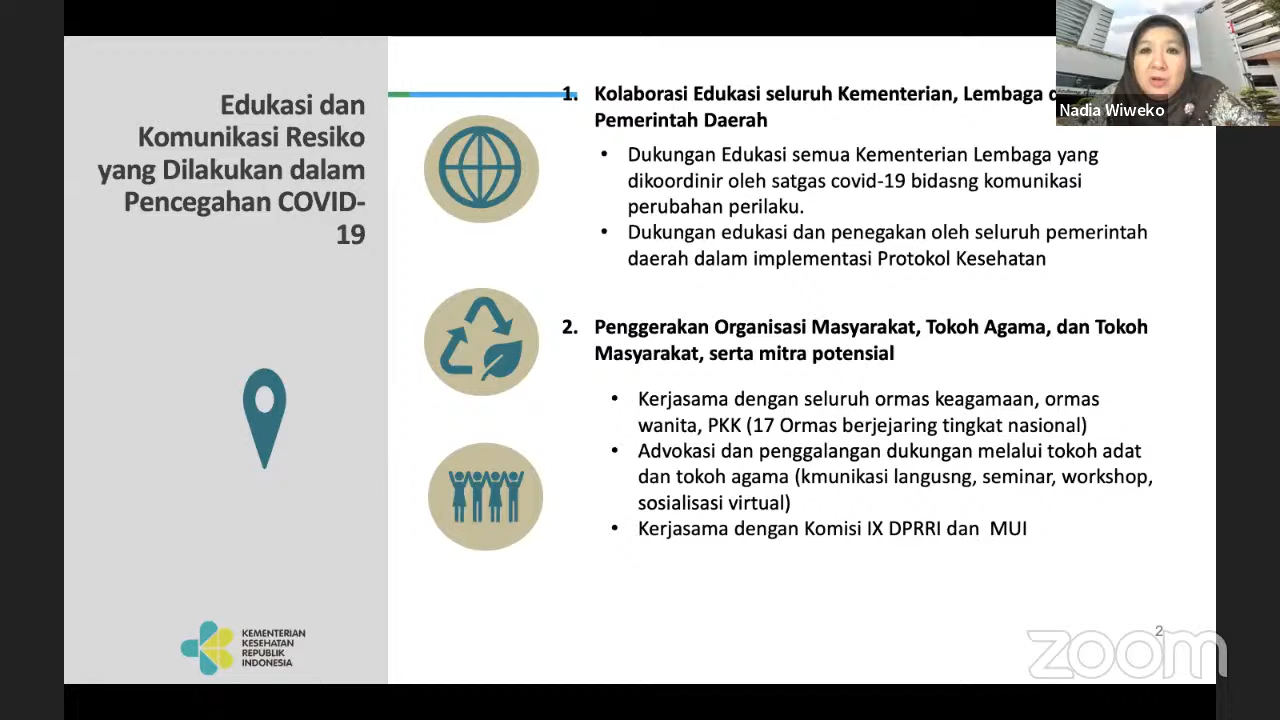 Edukasi dan
Komunikasi Resiko
yang Dilakukan dalam
Pencegahan COVID-
19
1. Kolaborasi Edukasi seluruh Kementerian, Lembaga
Pemerintah Daerah
• Dukungan Edukasi semua Kementerian Lembaga yang
dikoordinir oleh satgas covid-19 bidasng komunikasi
perubahan perilaku.
• Dukungan edukasi dan penegakan oleh seluruh pemerintah
daerah dalam implementasi Protokol Kesehatan
2. Penggerakan Organisasi Masyarakat, Tokoh Agama, dan Tokoh
Masyarakat, serta mitra potensial
• Kerjasama dengan seluruh ormas keagamaan, ormas
wanita, PKK (17 Ormas berjejaring tingkat nasional)
• Advokasi dan penggalangan dukungan melalui tokoh adat
dan tokoh agama (kmunikasi langusng, seminar, workshop,
sosialisasi virtual)
• Kerjasama dengan Komisi IX DPRRI dan  MUI
KEMENTERIAN
KESEHATAN
REPUBLIK
INDONESIA
2
zoom
Nadia Wiweko